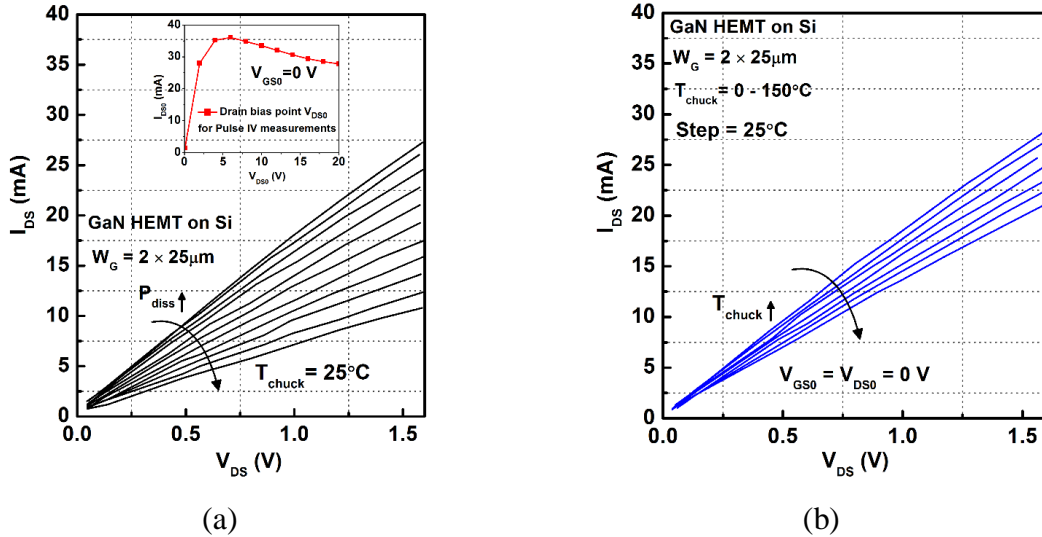 40
35
30
25
20
15
10
5
0
I_DS (mA)
0.0 0.5 1.0 1.5
V_DS (V)
40
30
20
10
0
I_DS0 (mA)
V_GS0=0 V
Drain bias point V_DS0
for Pulse IV measurements
0 5 10 15 20
V_DS0 (V)
GaN HEMT on Si
W_G = 2 × 25μm
P_diss
T_chuck = 25°C
(a)
40
35
30
25
20
15
10
5
0
I_DS (mA)
GaN HEMT on Si
W_G = 2 × 25μm
T_chuck = 0 - 150°C
Step = 25°C
T_chuck
V_GS0 = V_DS0 = 0 V
0.0 0.5 1.0 1.5
V_DS (V)
(b)